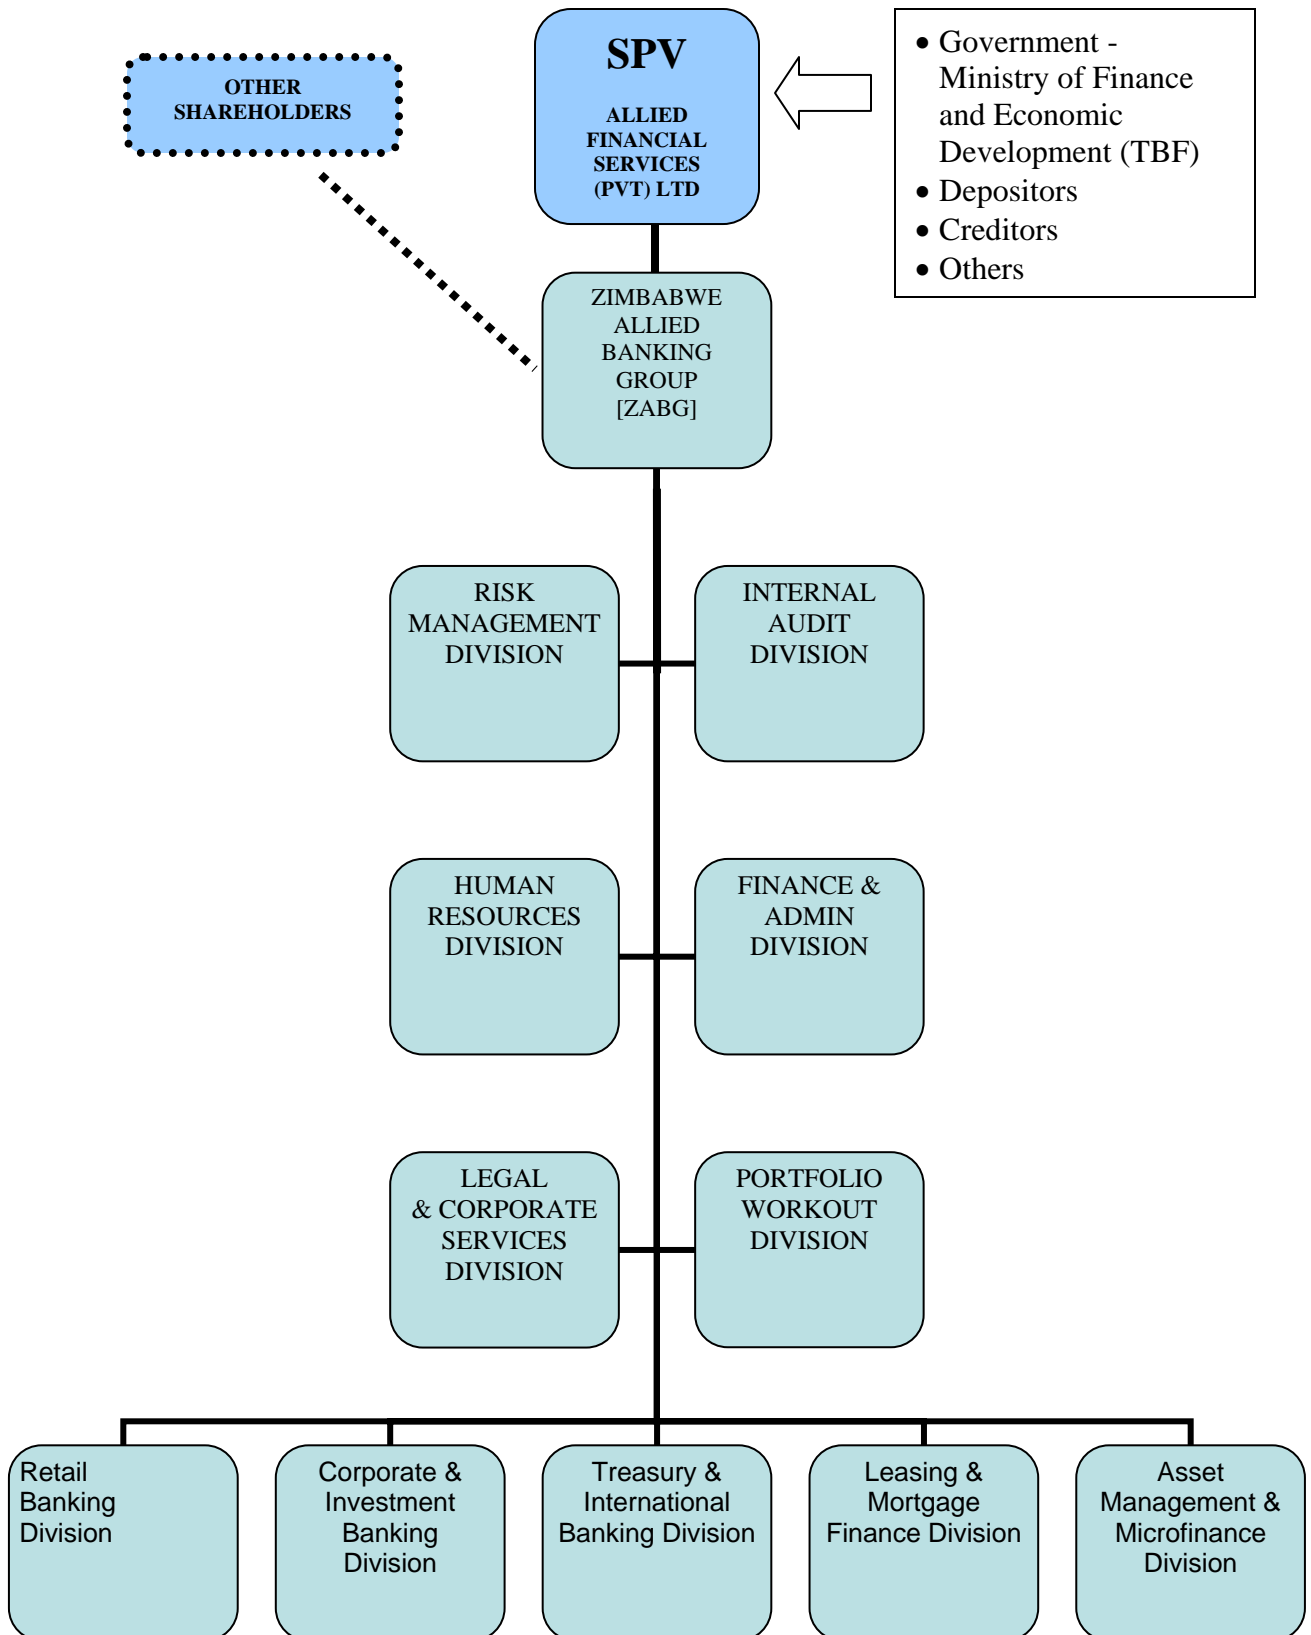 OTHER
SHAREHOLDERS
SPV
ALLIED
FINANCIAL
SERVICES
(PVT) LTD
• Government -
Ministry of Finance
and Economic
Development (TBF)
• Depositors
• Creditors
• Others
ZIMBABWE
ALLIED
BANKING
GROUP
[ZABG]
RISK
MANAGEMENT
DIVISION
INTERNAL
AUDIT
DIVISION
HUMAN
RESOURCES
DIVISION
FINANCE &
ADMIN
DIVISION
LEGAL
& CORPORATE
SERVICES
DIVISION
PORTFOLIO
WORKOUT
DIVISION
Retail
Banking
Division
Corporate &
Investment
Banking
Division
Treasury &
International
Banking Division
Leasing &
Mortgage
Finance Division
Asset
Management &
Microfinance
Division